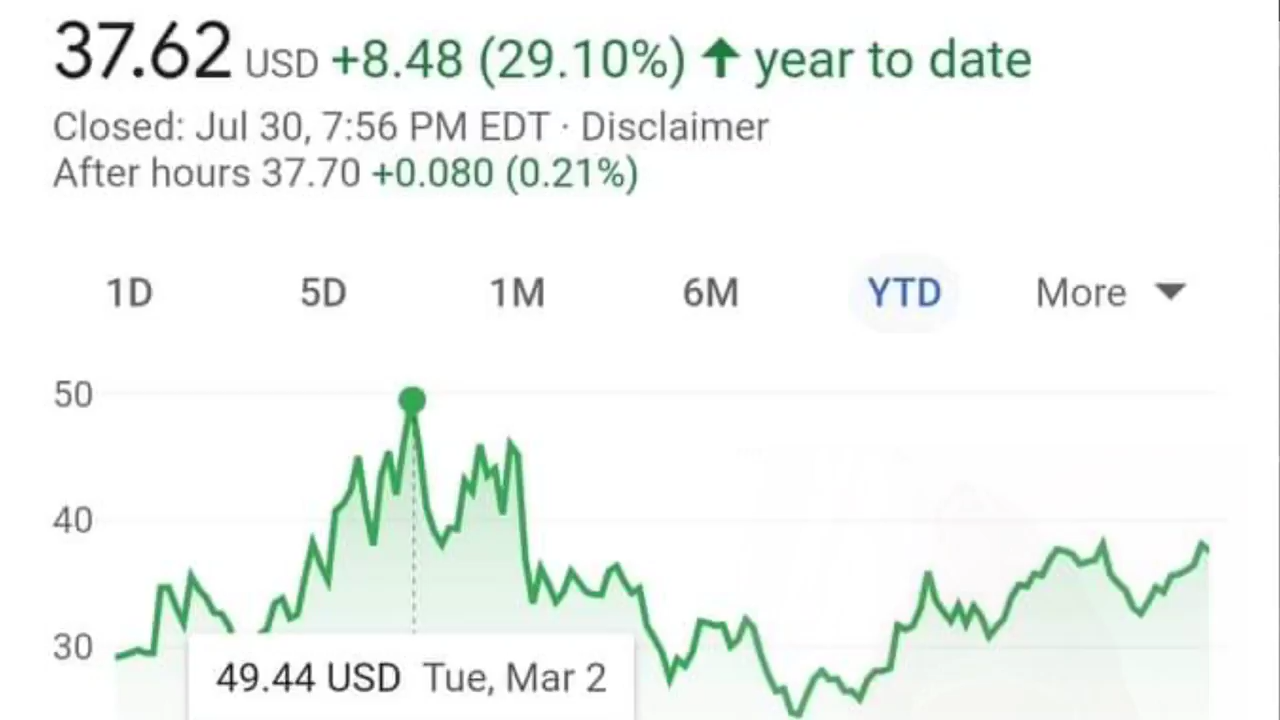 37.62 USD +8.48 (29.10%) ↑ year to date
Closed: Jul 30, 7:56 PM EDT · Disclaimer
After hours 37.70 +0.080 (0.21%)
1D 5D 1M 6M YTD More
50
40
30
49.44 USD Tue, Mar 2